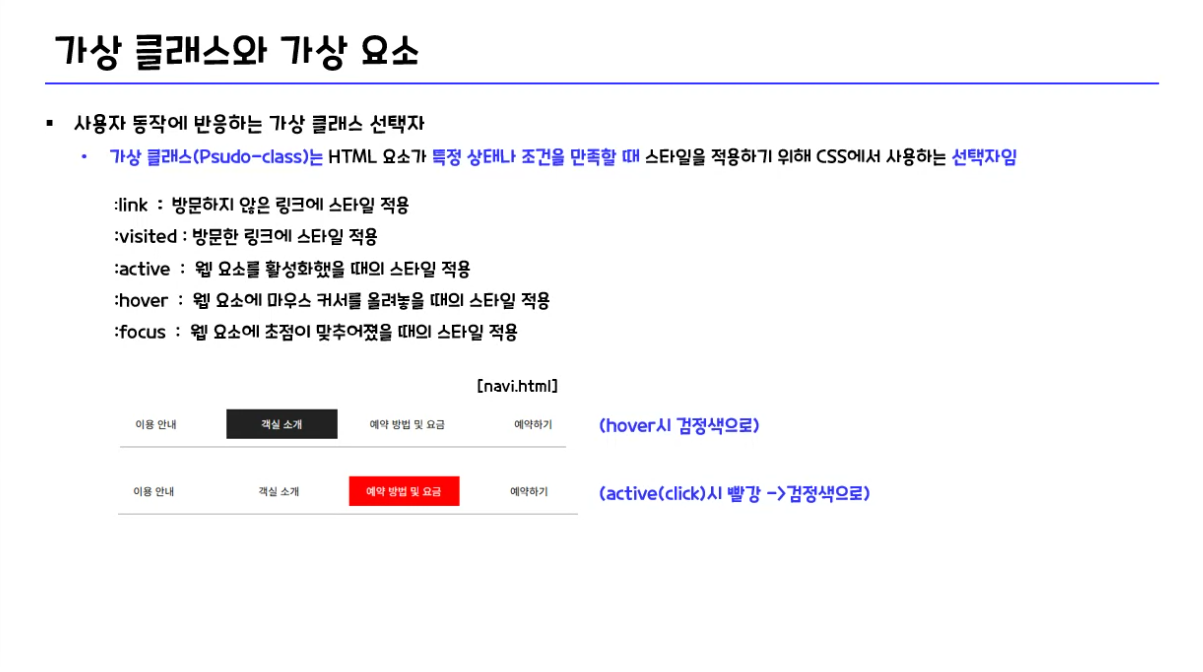 가상 클래스와 가상 요소
▪ 사용자 동작에 반응하는 가상 클래스 선택자
• 가상 클래스(Psudo-class)는 HTML 요소가 특정 상태나 조건을 만족할 때 스타일을 적용하기 위해 CSS에서 사용하는 선택자임
:link : 방문하지 않은 링크에 스타일 적용
:visited : 방문한 링크에 스타일 적용
:active : 웹 요소를 활성화했을 때의 스타일 적용
:hover : 웹 요소에 마우스 커서를 올려놓을 때의 스타일 적용
:focus : 웹 요소에 초점이 맞추어졌을 때의 스타일 적용
[navi.html]
이용 안내 객실 소개 예약 방법 및 요금 예약하기 (hover시 검정색으로)
이용 안내 객실 소개 예약 방법 및 요금 예약하기 (active(click)시 빨강 ->검정색으로)